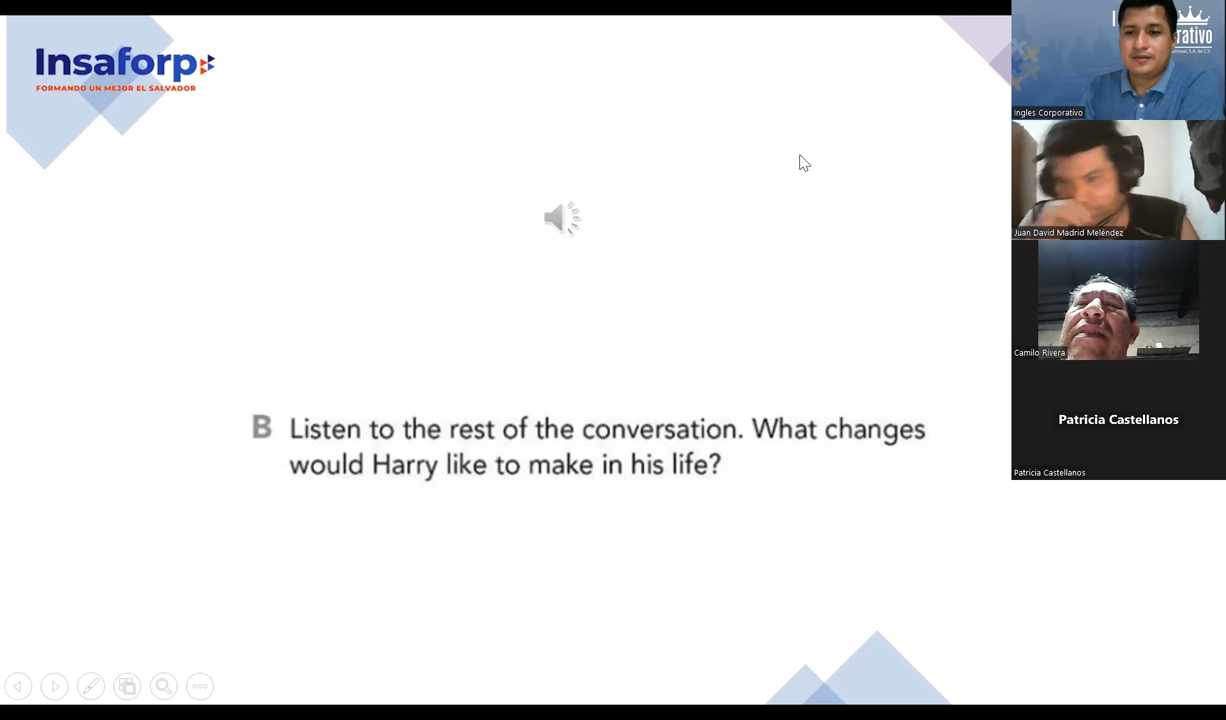 Insaforp
FORMANDO UN MEJOR EL SALVADOR
B Listen to the rest of the conversation. What changes
would Harry like to make in his life?
Ingles Corporativo
Juan David Madrid Meléndez
Camilo Rivera
Patricia Castellanos
Patricia Castellanos